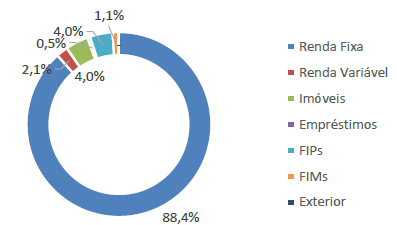 1,1%
4,0%
0,5%
2,1%
4,0%
88,4%
Renda Fixa
Renda Variável
Imóveis
Empréstimos
FIPs
FIMs
Exterior